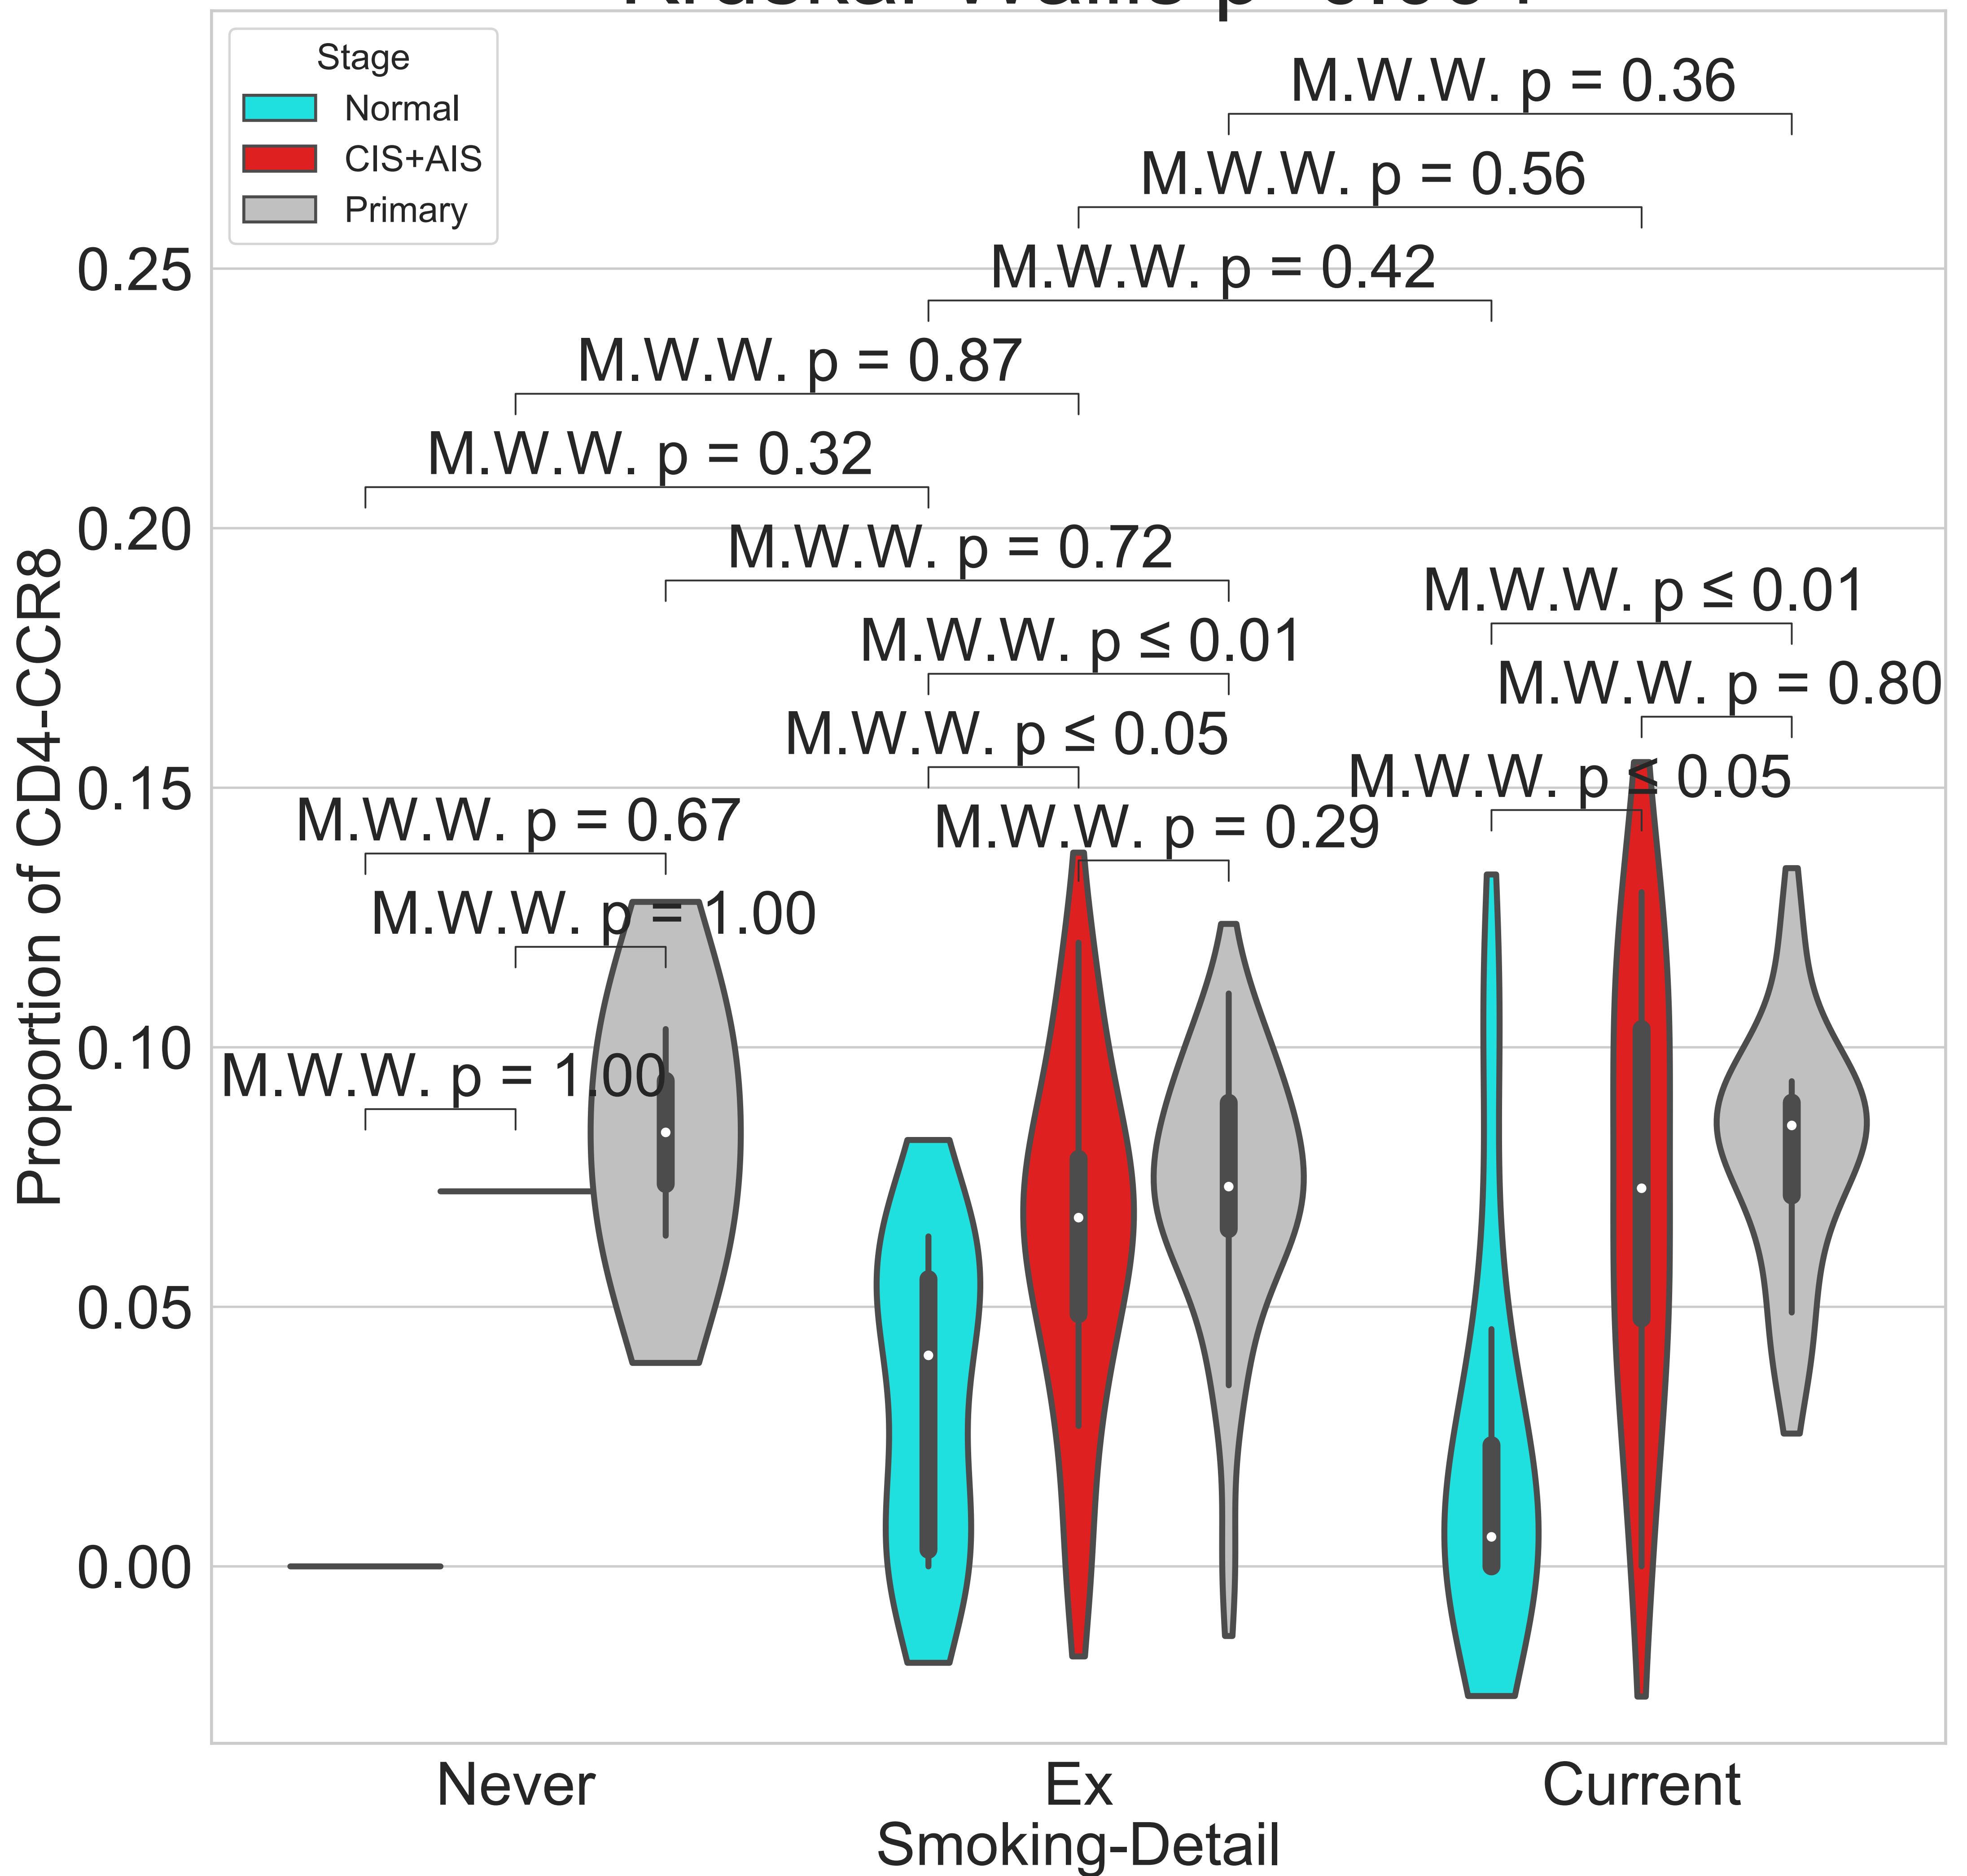 Stage
Normal
CIS+AIS
Primary
M.W.W. p = 0.36
M.W.W. p = 0.56
M.W.W. p = 0.42
M.W.W. p = 0.87
M.W.W. p = 0.32
M.W.W. p = 0.72
M.W.W. p ≤ 0.01
M.W.W. p ≤ 0.01
M.W.W. p = 0.80
M.W.W. p ≤ 0.05
M.W.W. p ≤ 0.05
M.W.W. p = 0.67
M.W.W. p = 0.29
M.W.W. p = 1.00
M.W.W. p = 1.00
0.25
0.20
0.15
0.10
0.05
0.00
Proportion of CD4-CCR8
Never
Ex
Current
Smoking-Detail